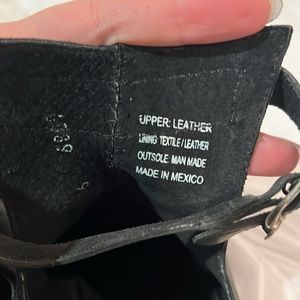 UPPER: LEATHER
LINING: TEXTILE / LEATHER
OUTSOLE: MAN MADE
MADE IN MEXICO